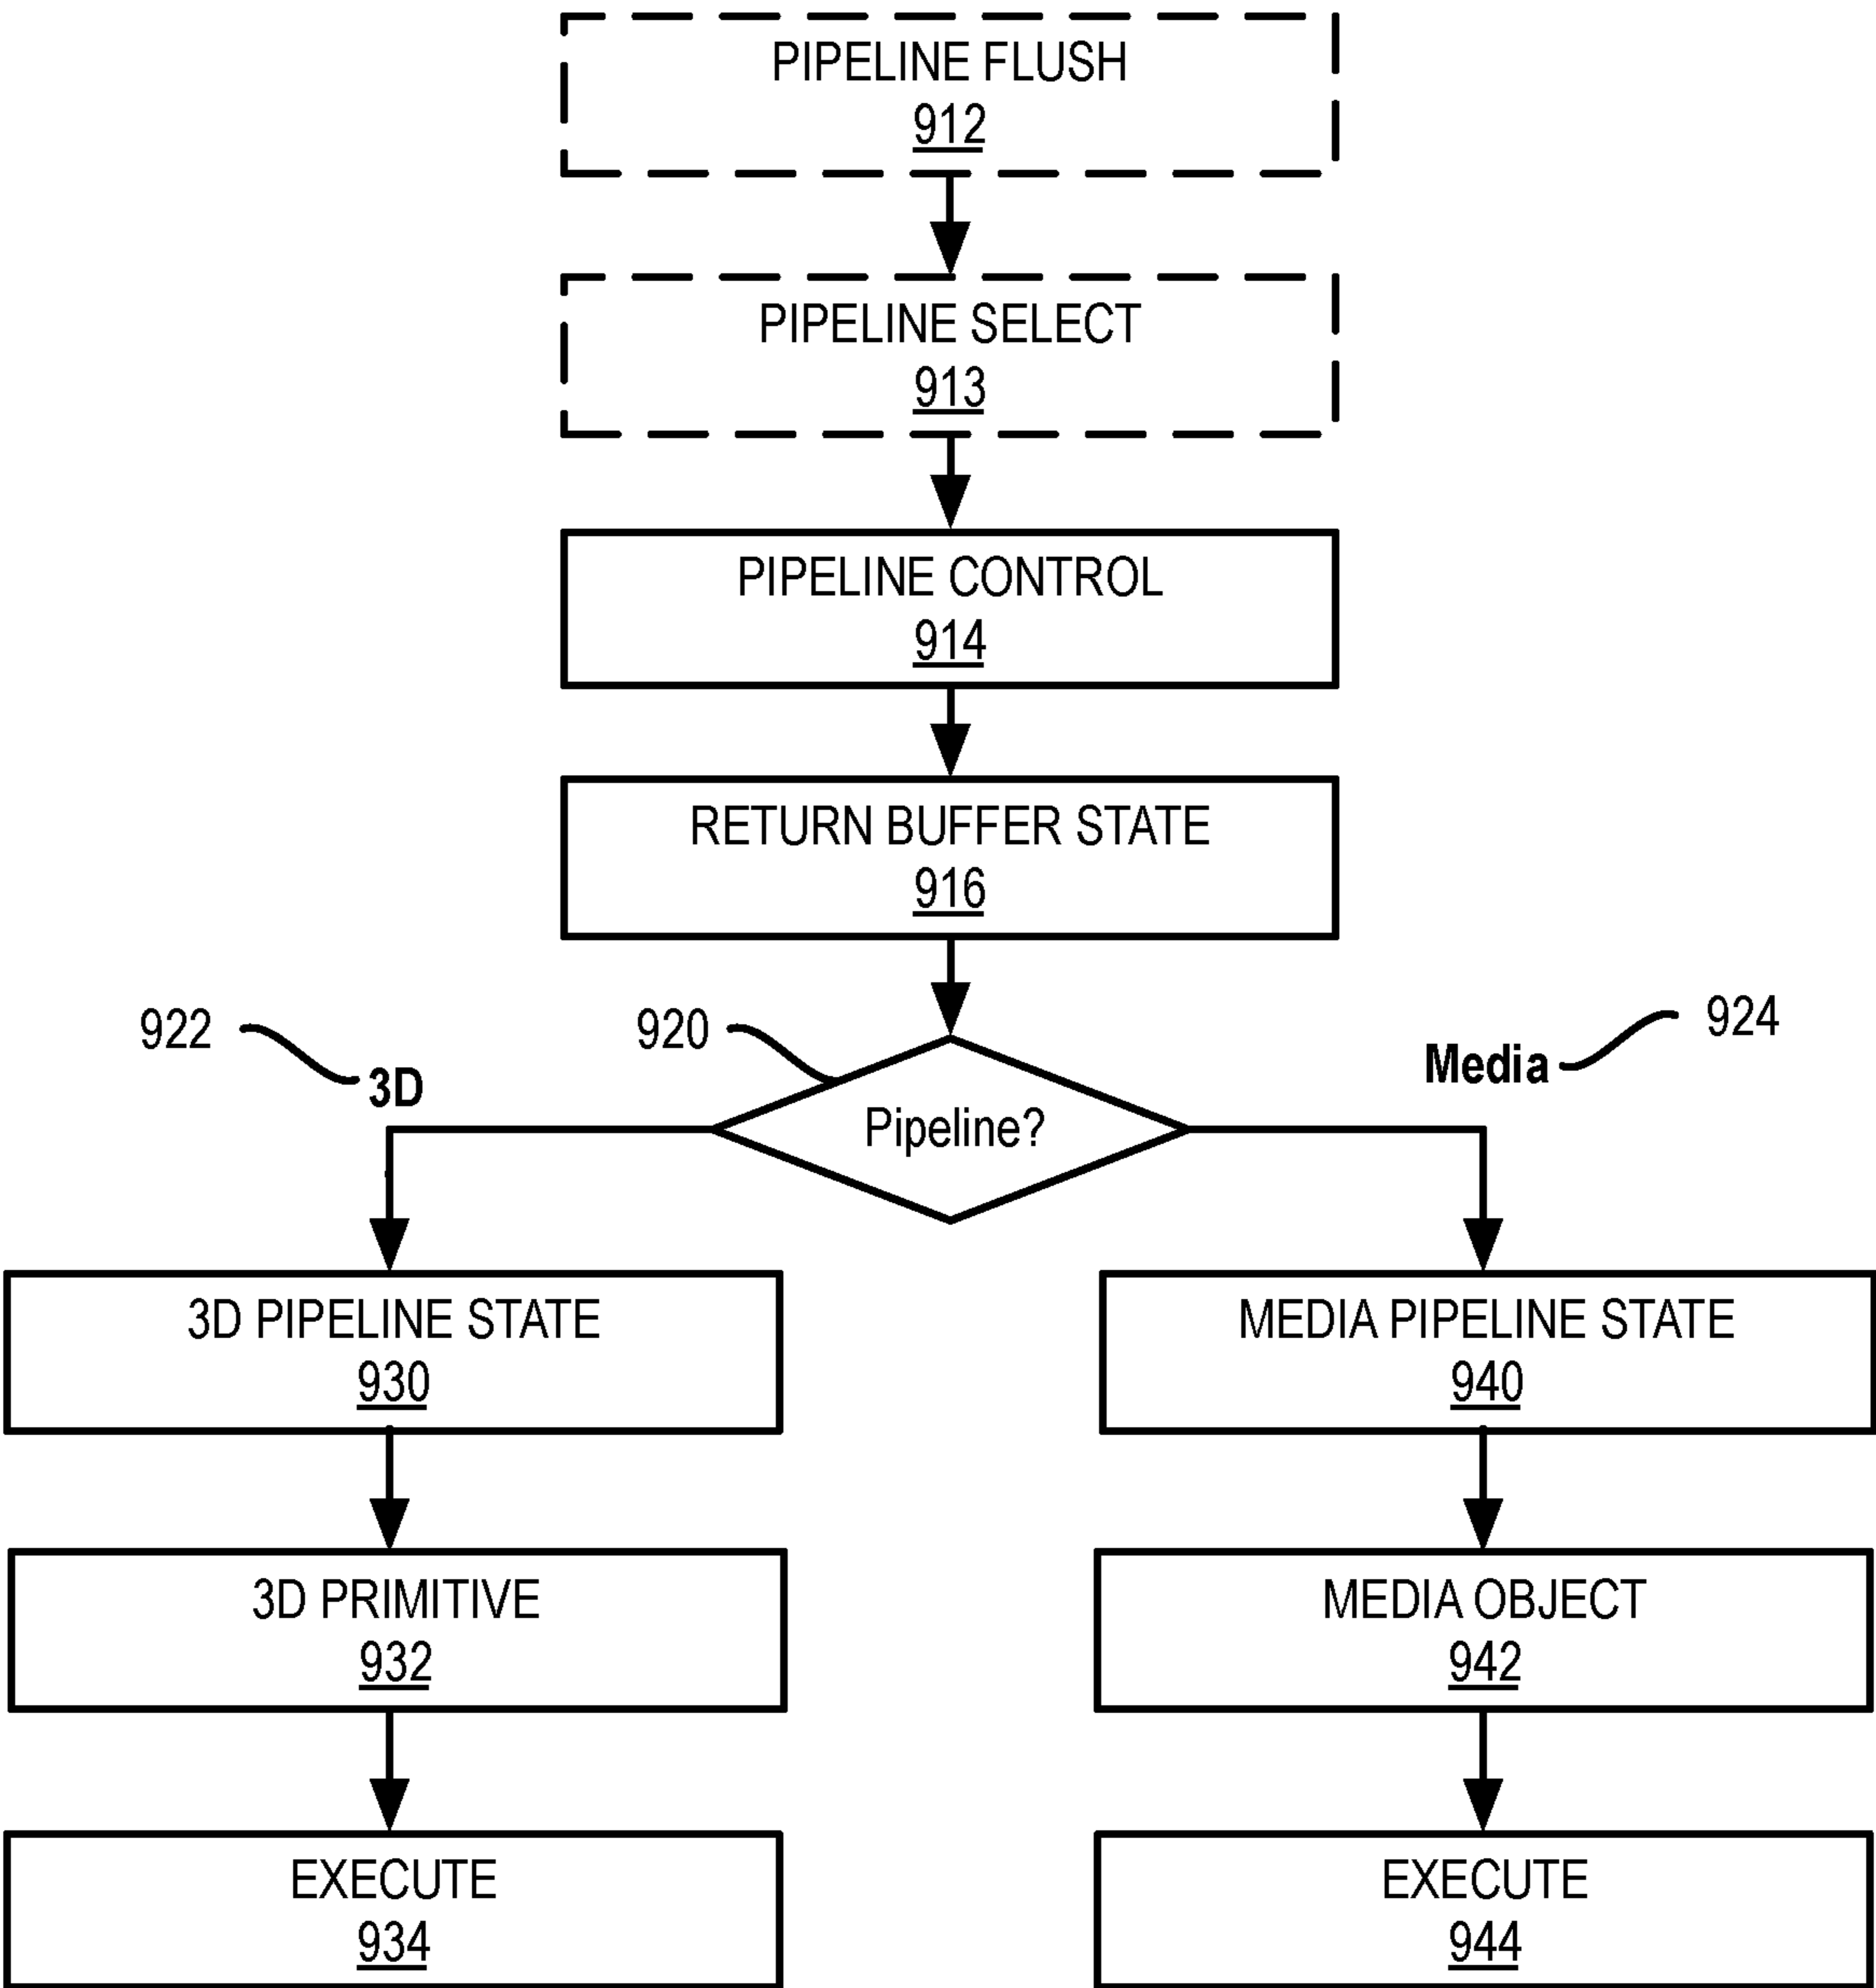 PIPELINE FLUSH
912
PIPELINE SELECT
913
PIPELINE CONTROL
914
RETURN BUFFER STATE
916
922
920
924
3D
Media
Pipeline?
3D PIPELINE STATE
930
MEDIA PIPELINE STATE
940
3D PRIMITIVE
932
MEDIA OBJECT
942
EXECUTE
934
EXECUTE
944